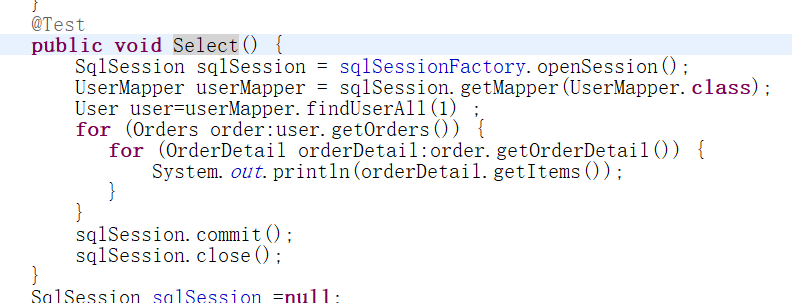 }
@Test
public void Select() {
SqlSession sqlSession = sqlSessionFactory.openSession();
UserMapper userMapper = sqlSession.getMapper(UserMapper.class);
User user=userMapper.findUserAll(1) ;
for (Orders order:user.getOrders()) {
for (OrderDetail orderDetail:order.getOrderDetail()) {
System.out.println(orderDetail.getItems());
}
}
sqlSession.commit();
sqlSession.close();
}
SqlSession sqlSession =null;